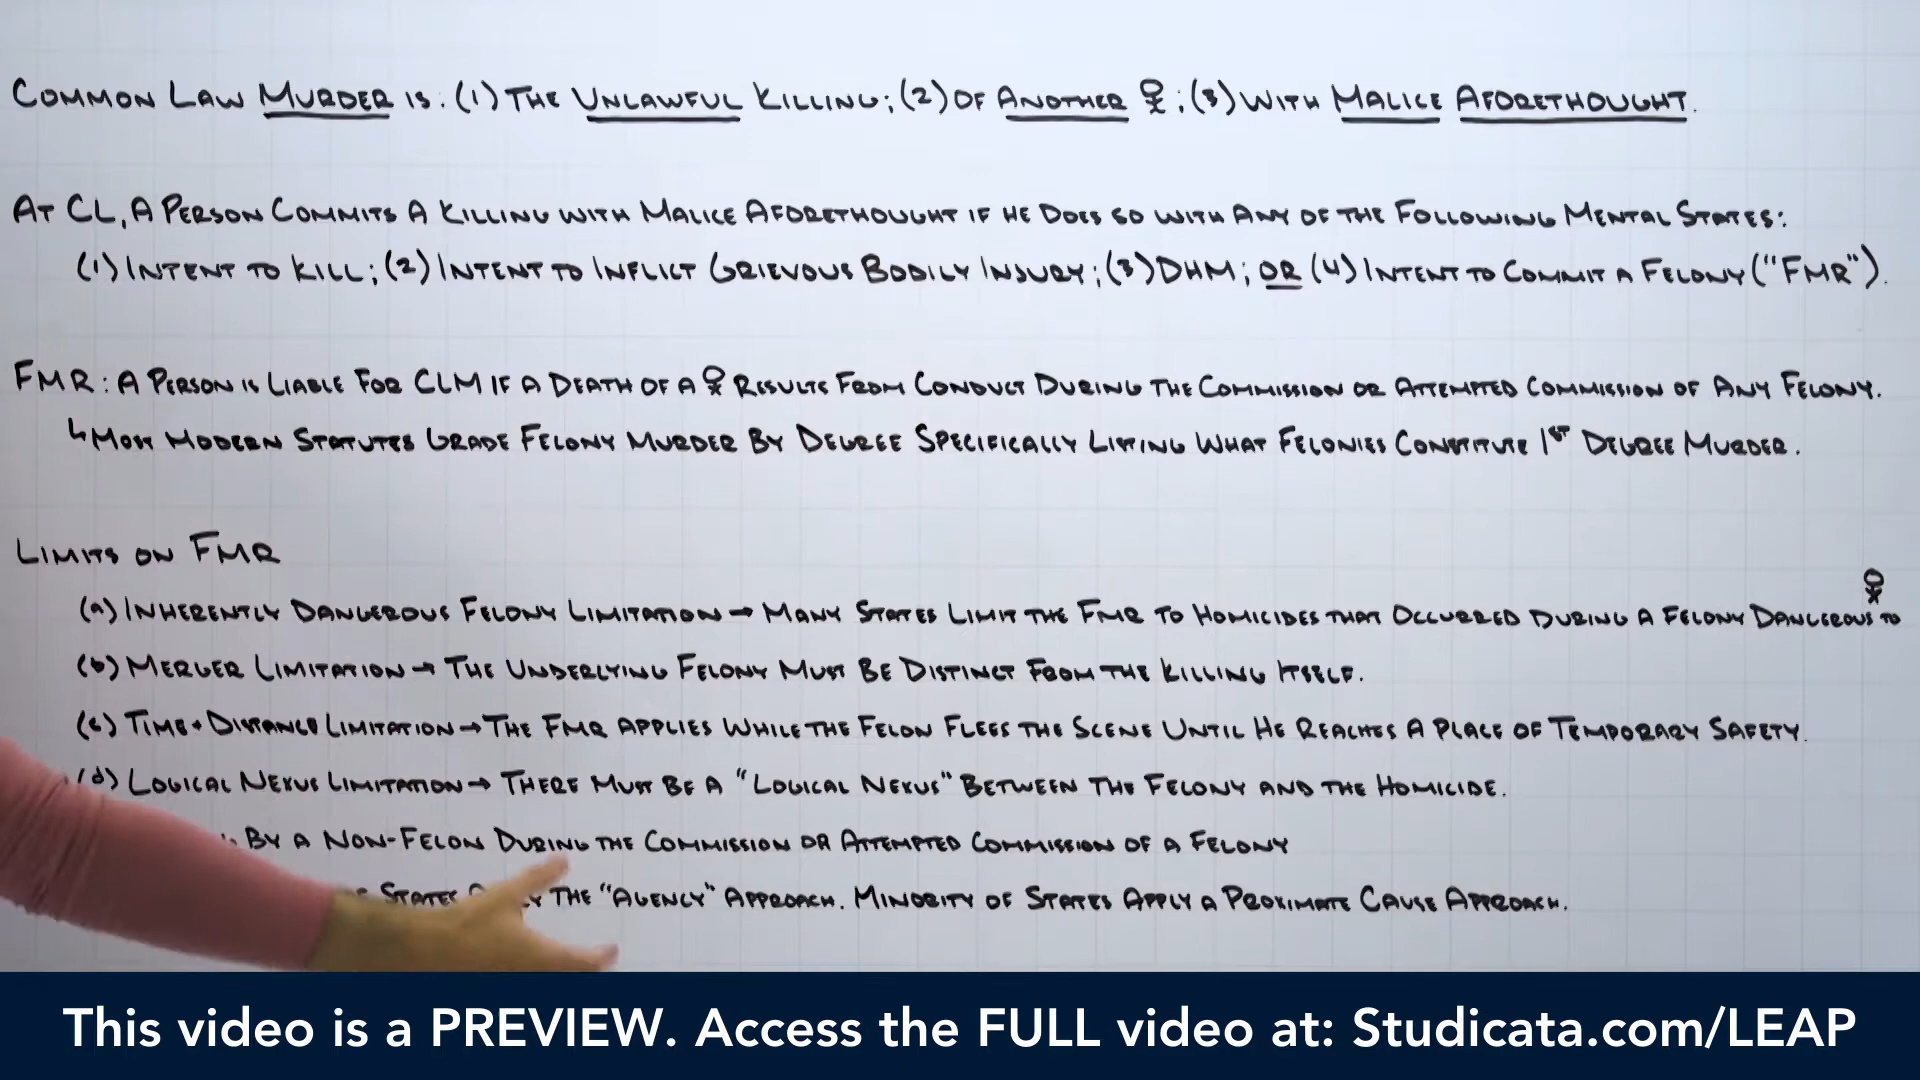 COMMON LAW MURDER IS: (1) THE UNLAWFUL KILLING; (2) OF ANOTHER ; (3) WITH MALICE AFORETHOUGHT.
AT CL, A PERSON COMMITS A KILLING WITH MALICE AFORETHOUGHT IF HE DOES SO WITH ANY OF THE FOLLOWING MENTAL STATES:
(1) INTENT TO KILL; (2) INTENT TO INFLICT GRIEVOUS BODILY INJURY; (3) DHM; OR (4) INTENT TO COMMIT A FELONY ("FMR").
FMR: A PERSON IS LIABLE FOR CLM IF A DEATH OF A RESULTS FROM CONDUCT DURING THE COMMISSION OR ATTEMPTED COMMISSION OF ANY FELONY.
↳ MOST MODERN STATUTES GRADE FELONY MURDER BY DEGREE SPECIFICALLY LISTING WHAT FELONIES CONSTITUTE 1ST DEGREE MURDER.
LIMITS ON FMR
(a) INHERENTLY DANGEROUS FELONY LIMITATION → MANY STATES LIMIT THE FMR TO HOMICIDES THAT OCCURRED DURING A FELONY DANGEROUS TO
(b) MERGER LIMITATION → THE UNDERLYING FELONY MUST BE DISTINCT FROM THE KILLING ITSELF.
(c) TIME + DISTANCE LIMITATION → THE FMR APPLIES WHILE THE FELON FLEES THE SCENE UNTIL HE REACHES A PLACE OF TEMPORARY SAFETY.
(d) LOGICAL NEXUS LIMITATION → THERE MUST BE A "LOGICAL NEXUS" BETWEEN THE FELONY AND THE HOMICIDE.
BY A NON-FELON DURING THE COMMISSION OR ATTEMPTED COMMISSION OF A FELONY
STATES THE "AGENCY" APPROACH. MINORITY OF STATES APPLY A PROXIMATE CAUSE APPROACH.
This video is a PREVIEW. Access the FULL video at: Studicata.com/LEAP